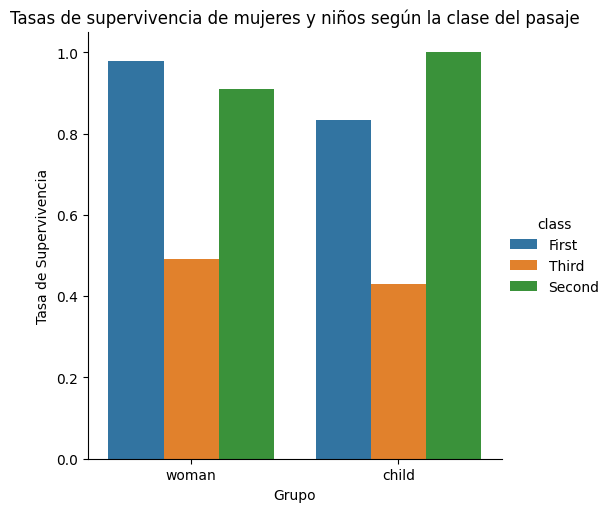 Tasas de supervivencia de mujeres y niños según la clase del pasaje
1.0
0.8
0.6
0.4
0.2
0.0
Tasa de Supervivencia
woman
child
Grupo
class
First
Third
Second